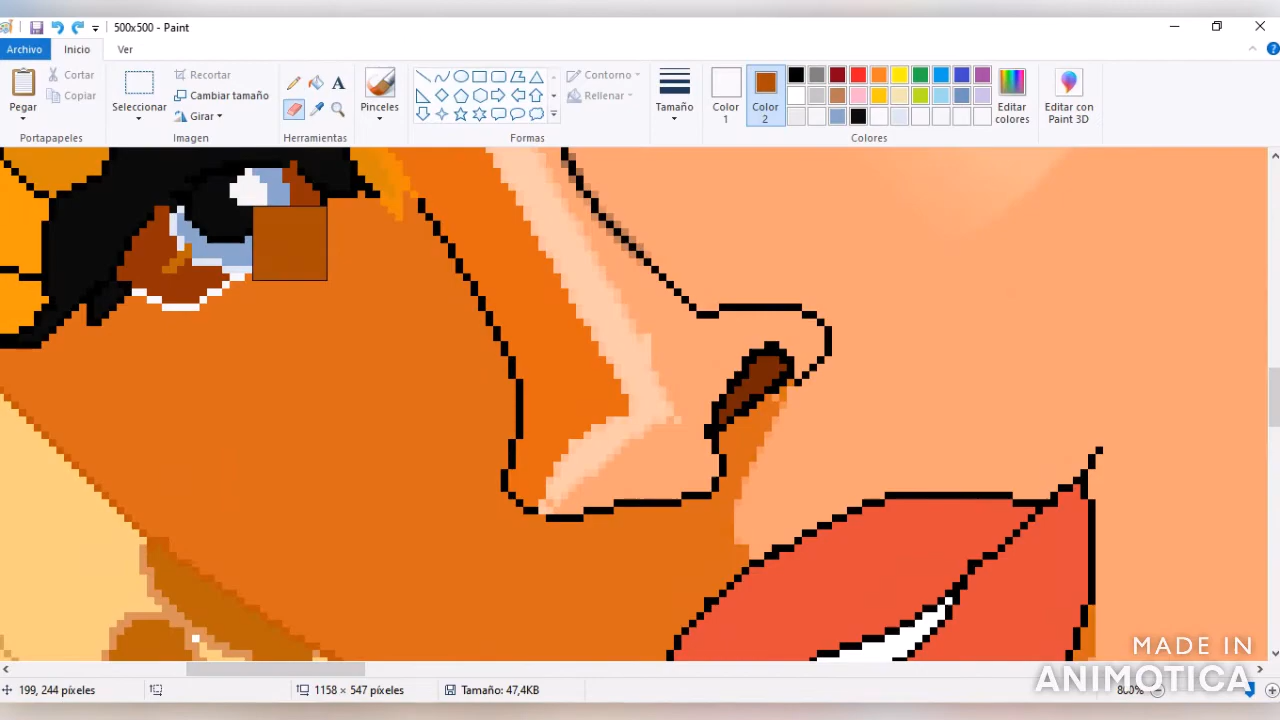 500x500 - Paint
Archivo Inicio Ver
Pegar
Cortar
Copiar
Portapapeles
Seleccionar
Recortar
Cambiar tamaño
Girar
Imagen
A
Herramientas
Pinceles
Contorno
Rellenar
Formas
Tamaño
Color
1
Color
2
Editar
colores
Colores
Editar con
Paint 3D
MADE IN
ANIMOTICA
199, 244 píxeles
1158 × 547 píxeles
Tamaño: 47,4KB
800%